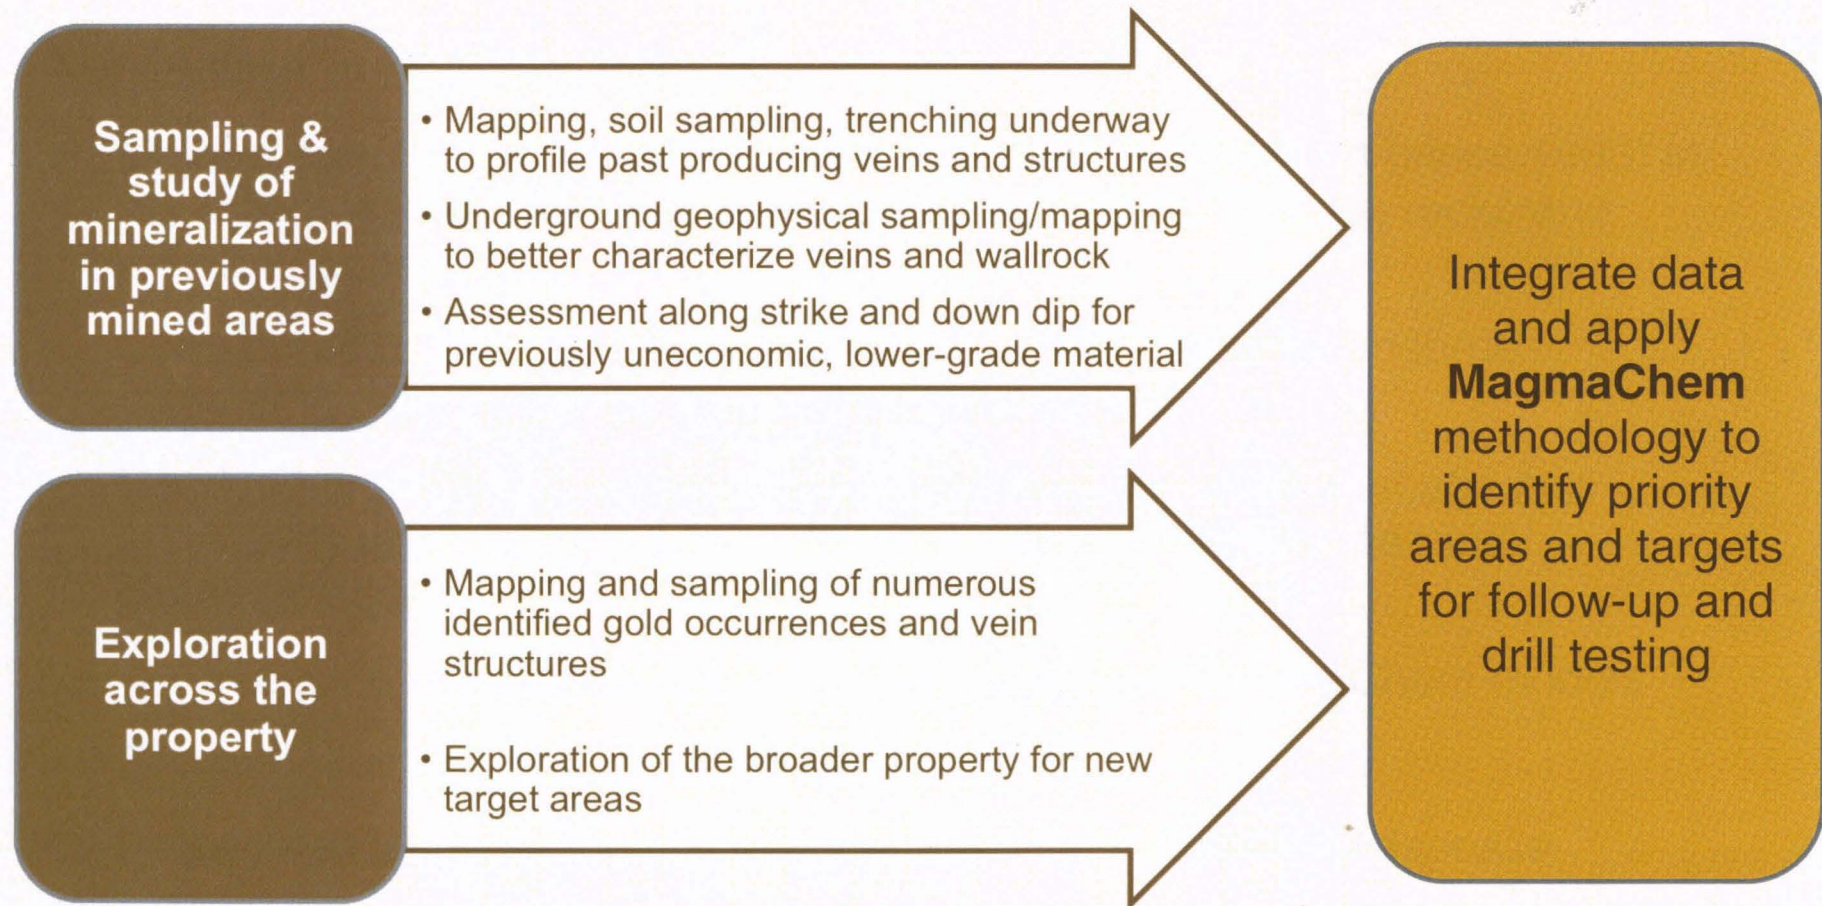 Sampling &
study of
mineralization
in previously
mined areas
• Mapping, soil sampling, trenching underway
to profile past producing veins and structures
• Underground geophysical sampling/mapping
to better characterize veins and wallrock
• Assessment along strike and down dip for
previously uneconomic, lower-grade material
Exploration
across the
property
• Mapping and sampling of numerous
identified gold occurrences and vein
structures
• Exploration of the broader property for new
target areas
Integrate data
and apply
MagmaChem
methodology to
identify priority
areas and targets
for follow-up and
drill testing